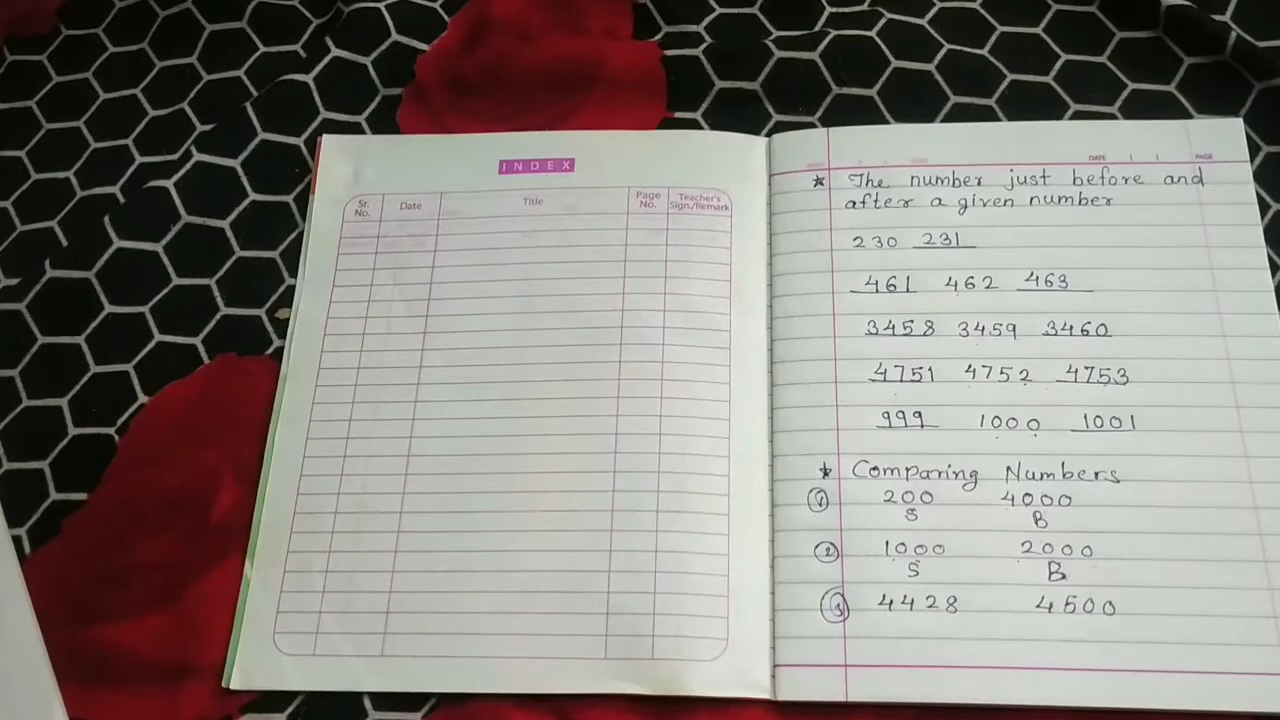 INDEX
Sr. No.
Date
Title
Page No.
Teacher's Sign./Remark
DATE
PAGE
* The number just before and
after a given number
230 231
461 462 463
3458 3459 3460
4751 4752 4753
999 1000 1001
* Comparing Numbers
① 200 4000
S B
② 1000 2000
S B
③ 4428 4500